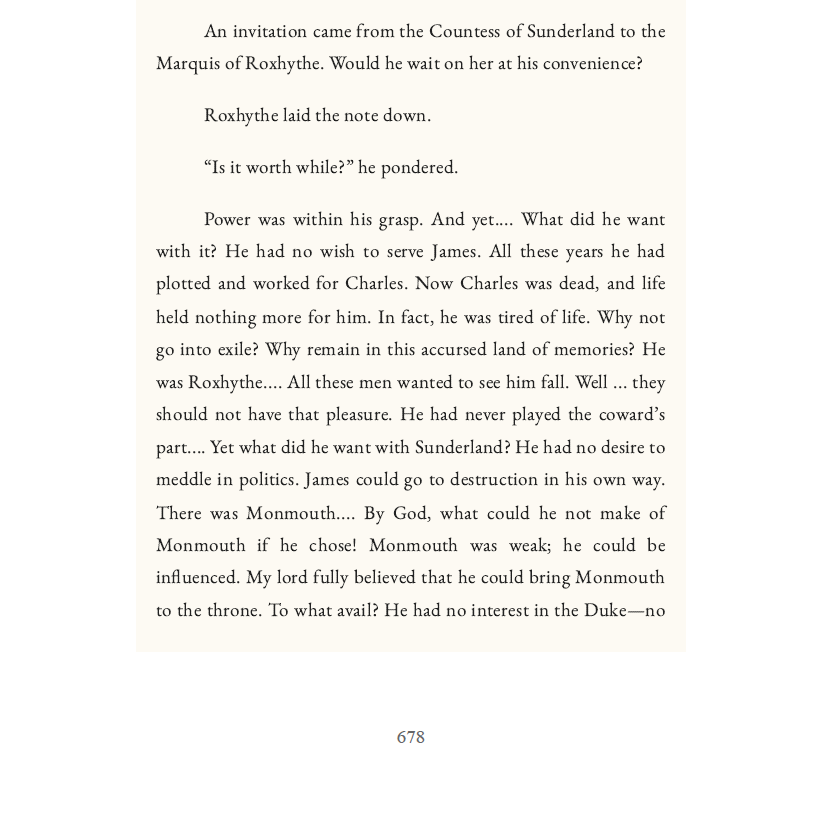 An invitation came from the Countess of Sunderland to the
Marquis of Roxhythe. Would he wait on her at his convenience?
Roxhythe laid the note down.
“Is it worth while?” he pondered.
Power was within his grasp. And yet.... What did he want
with it? He had no wish to serve James. All these years he had
plotted and worked for Charles. Now Charles was dead, and life
held nothing more for him. In fact, he was tired of life. Why not
go into exile? Why remain in this accursed land of memories? He
was Roxhythe.... All these men wanted to see him fall. Well ... they
should not have that pleasure. He had never played the coward’s
part.... Yet what did he want with Sunderland? He had no desire to
meddle in politics. James could go to destruction in his own way.
There was Monmouth.... By God, what could he not make of
Monmouth if he chose! Monmouth was weak; he could be
influenced. My lord fully believed that he could bring Monmouth
to the throne. To what avail? He had no interest in the Duke—no
678